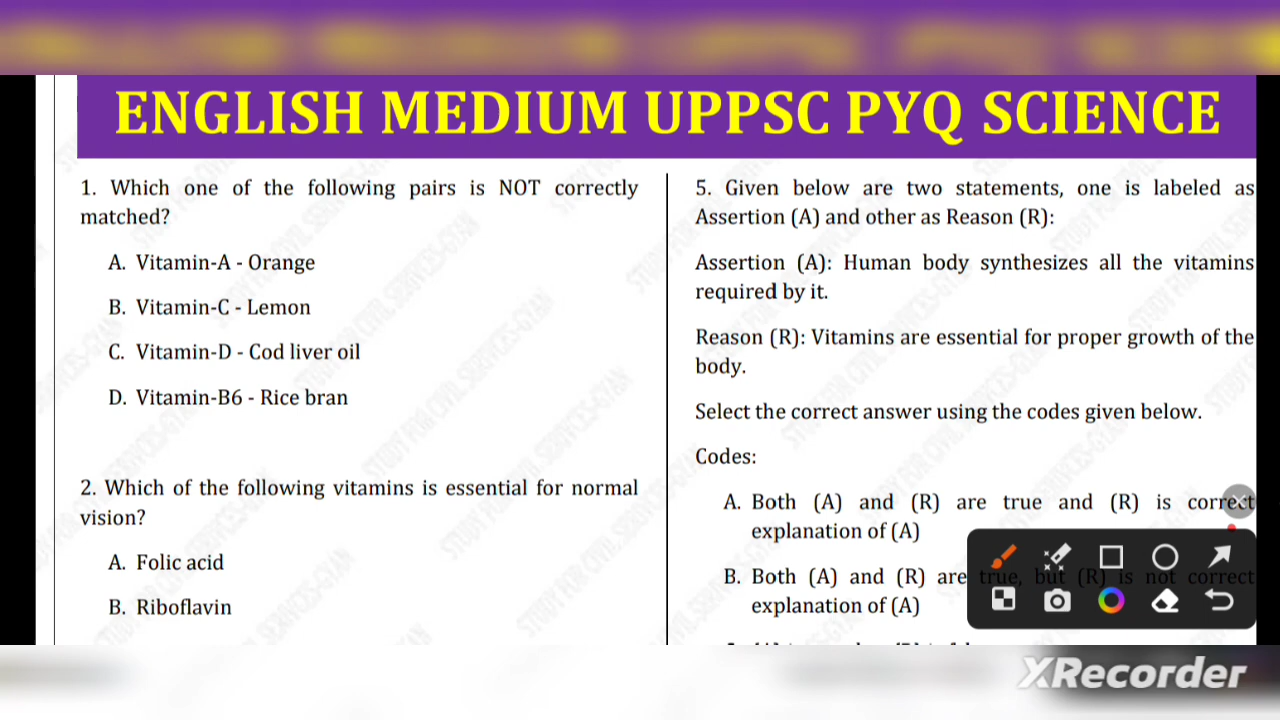 ENGLISH MEDIUM UPPSC PYQ SCIENCE
1. Which one of the following pairs is NOT correctly
matched?
A. Vitamin-A - Orange
B. Vitamin-C - Lemon
C. Vitamin-D - Cod liver oil
D. Vitamin-B6 - Rice bran
2. Which of the following vitamins is essential for normal
vision?
A. Folic acid
B. Riboflavin
5. Given below are two statements, one is labeled as
Assertion (A) and other as Reason (R):
Assertion (A): Human body synthesizes all the vitamins
required by it.
Reason (R): Vitamins are essential for proper growth of the
body.
Select the correct answer using the codes given below.
Codes:
A. Both (A) and (R) are true and (R) is correct
explanation of (A)
B. Both (A) and (R) are true, but (R) is not correct
explanation of (A)
XRecorder